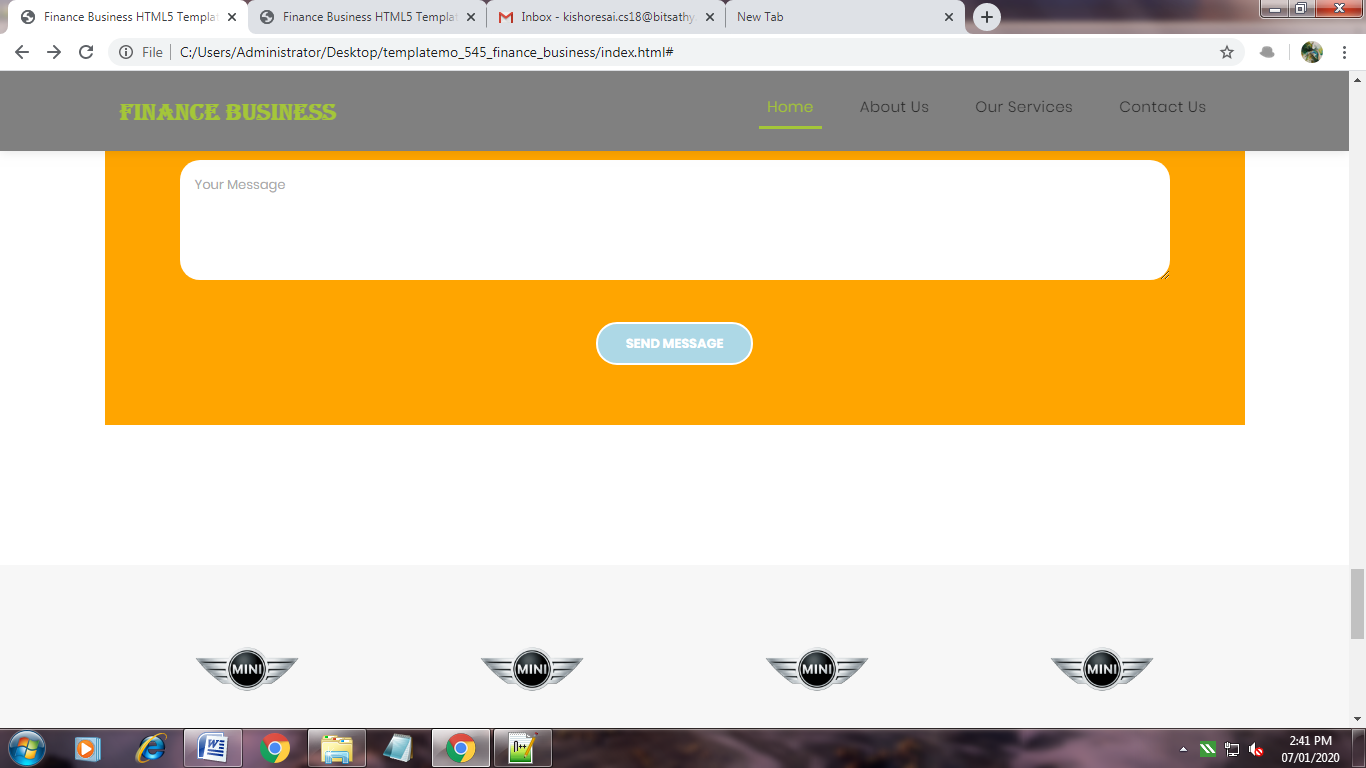 Finance Business HTML5 Templat
Finance Business HTML5 Templat
Inbox - kishoresai.cs18@bitsathy.
New Tab
File
C:/Users/Administrator/Desktop/templatemo_545_finance_business/index.html#
FINANCE BUSINESS
Home
About Us
Our Services
Contact Us
Your Message
SEND MESSAGE
MINI
MINI
MINI
MINI
2:41 PM
07/01/2020